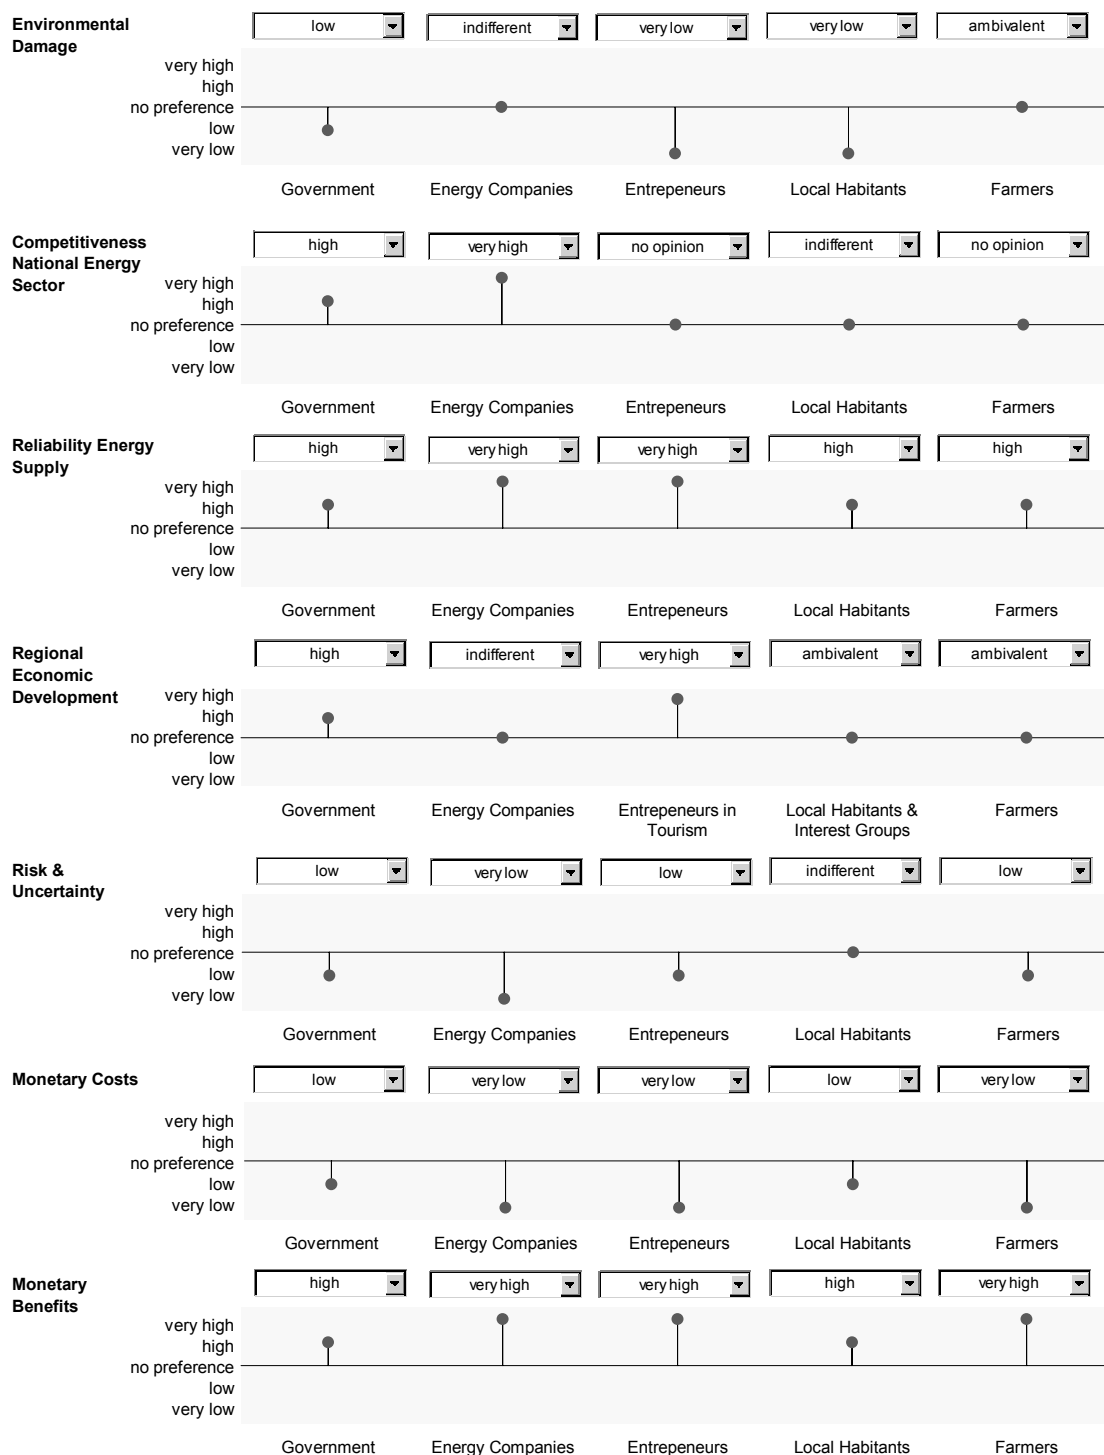 Environmental
Damage
low indifferent very low very low ambivalent
very high
high
no preference
low
very low
Government Energy Companies Entrepeneurs Local Habitants Farmers
Competitiveness
National Energy
Sector
high very high no opinion indifferent no opinion
very high
high
no preference
low
very low
Government Energy Companies Entrepeneurs Local Habitants Farmers
Reliability Energy
Supply
high very high very high high high
very high
high
no preference
low
very low
Government Energy Companies Entrepeneurs Local Habitants Farmers
Regional
Economic
Development
high indifferent very high ambivalent ambivalent
very high
high
no preference
low
very low
Government Energy Companies Entrepeneurs in Local Habitants & Farmers
Tourism Interest Groups
Risk &
Uncertainty
low very low low indifferent low
very high
high
no preference
low
very low
Government Energy Companies Entrepeneurs Local Habitants Farmers
Monetary Costs
low very low very low low very low
very high
high
no preference
low
very low
Government Energy Companies Entrepeneurs Local Habitants Farmers
Monetary
Benefits
high very high very high high very high
very high
high
no preference
low
very low
Government Energy Companies Entrepeneurs Local Habitants Farmers